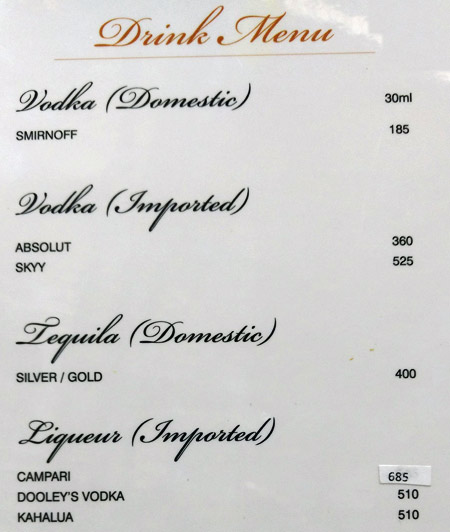 Drink Menu
Vodka (Domestic) 30ml
SMIRNOFF 185
Vodka (Imported)
ABSOLUT 360
SKYY 525
Tequila (Domestic)
SILVER / GOLD 400
Liqueur (Imported)
CAMPARI 685
DOOLEY'S VODKA 510
KAHALUA 510